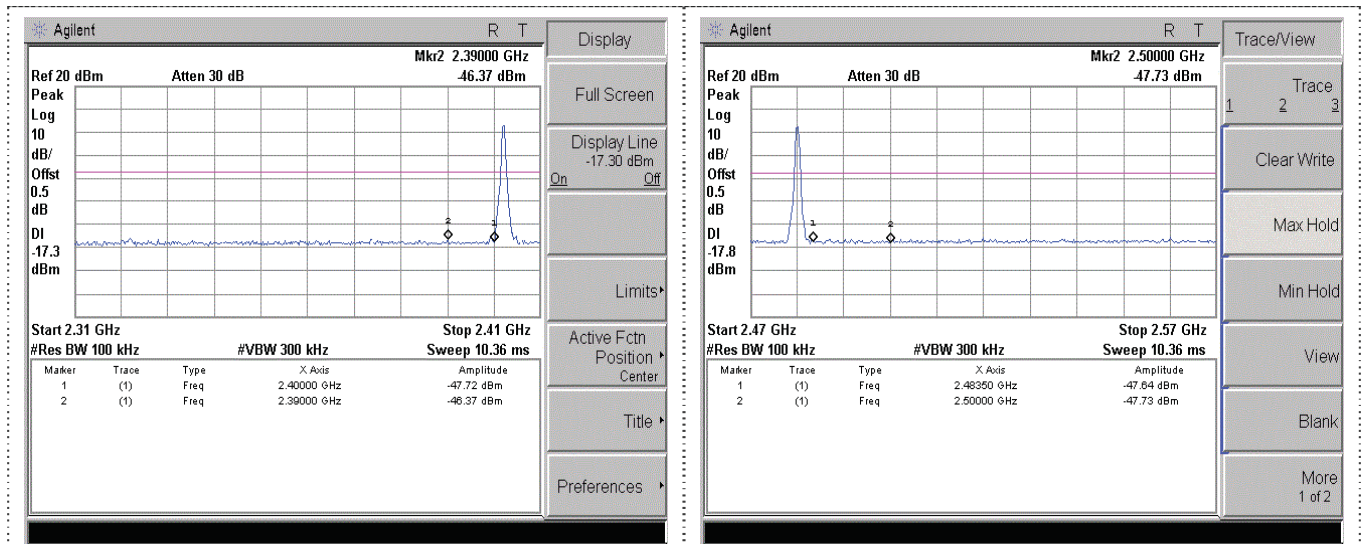 Agilent R T
Mkr2 2.39000 GHz
Ref 20 dBm Atten 30 dB -46.37 dBm
Peak
Log
10
dB/
Offst
0.5
dB
DI
-17.3
dBm
2
1
Start 2.31 GHz Stop 2.41 GHz
#Res BW 100 kHz #VBW 300 kHz Sweep 10.36 ms
Marker Trace Type X Axis Amplitude
1 (1) Freq 2.40000 GHz -47.72 dBm
2 (1) Freq 2.39000 GHz -46.37 dBm
Display
Full Screen
Display Line
-17.30 dBm
On Off
Limits
Active Fctn
Position
Center
Title
Preferences
Agilent R T
Mkr2 2.50000 GHz
Ref 20 dBm Atten 30 dB -47.73 dBm
Peak
Log
10
dB/
Offst
0.5
dB
DI
-17.8
dBm
1 2
Start 2.47 GHz Stop 2.57 GHz
#Res BW 100 kHz #VBW 300 kHz Sweep 10.36 ms
Marker Trace Type X Axis Amplitude
1 (1) Freq 2.48350 GHz -47.64 dBm
2 (1) Freq 2.50000 GHz -47.73 dBm
Trace/View
Trace
1 2 3
Clear Write
Max Hold
Min Hold
View
Blank
More
1 of 2